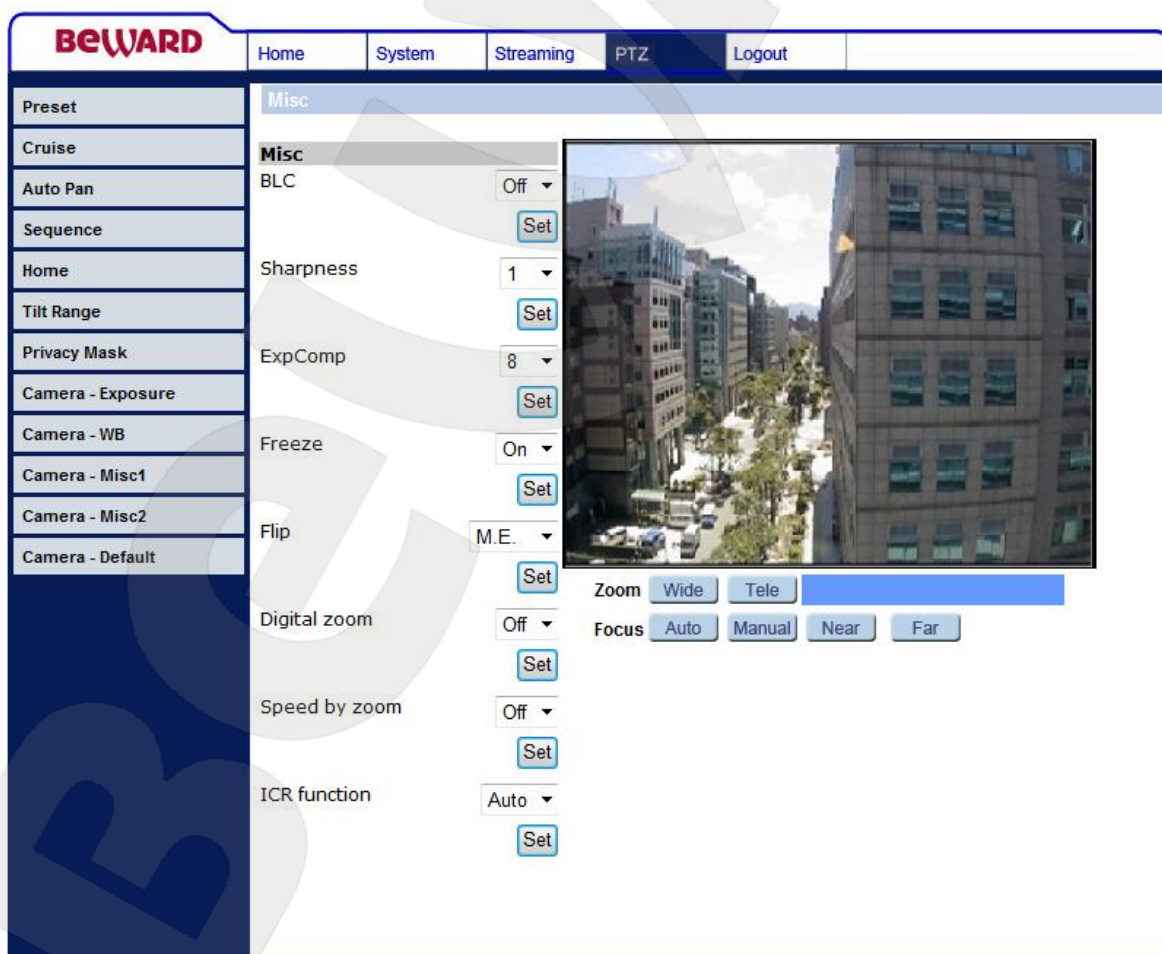 BEWARD
Home System Streaming PTZ Logout
Preset
Cruise
Auto Pan
Sequence
Home
Tilt Range
Privacy Mask
Camera - Exposure
Camera - WB
Camera - Misc1
Camera - Misc2
Camera - Default
Misc
Misc
BLC Off
Set
Sharpness 1
Set
ExpComp 8
Set
Freeze On
Set
Flip M.E.
Set
Digital zoom Off
Set
Speed by zoom Off
Set
ICR function Auto
Set
Zoom Wide Tele
Focus Auto Manual Near Far